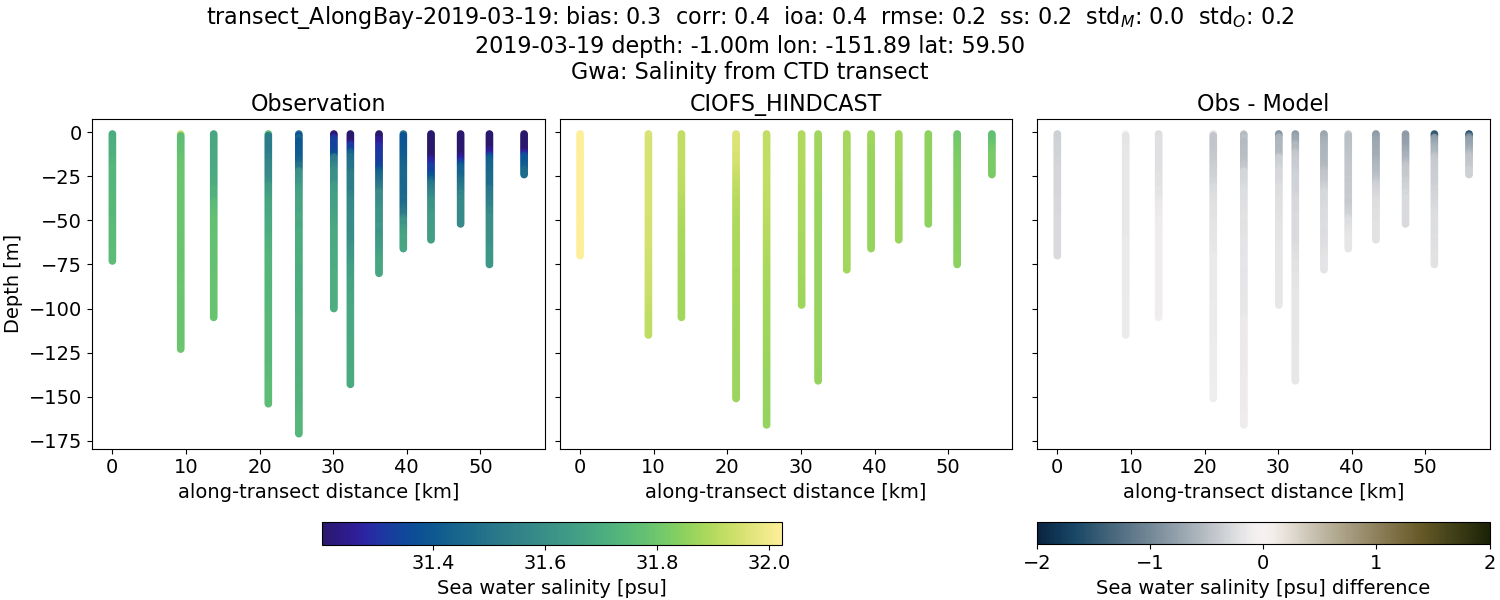 transect_AlongBay-2019-03-19: bias: 0.3 corr: 0.4 ioa: 0.4 rmse: 0.2 ss: 0.2 std_M: 0.0 std_O: 0.2
2019-03-19 depth: -1.00m lon: -151.89 lat: 59.50
Gwa: Salinity from CTD transect
Observation
CIOFS_HINDCAST
Obs - Model
Depth [m]
0
−25
−50
−75
−100
−125
−150
−175
0 10 20 30 40 50
0 10 20 30 40 50
0 10 20 30 40 50
along-transect distance [km]
along-transect distance [km]
along-transect distance [km]
31.4 31.6 31.8 32.0
Sea water salinity [psu]
−2 −1 0 1 2
Sea water salinity [psu] difference